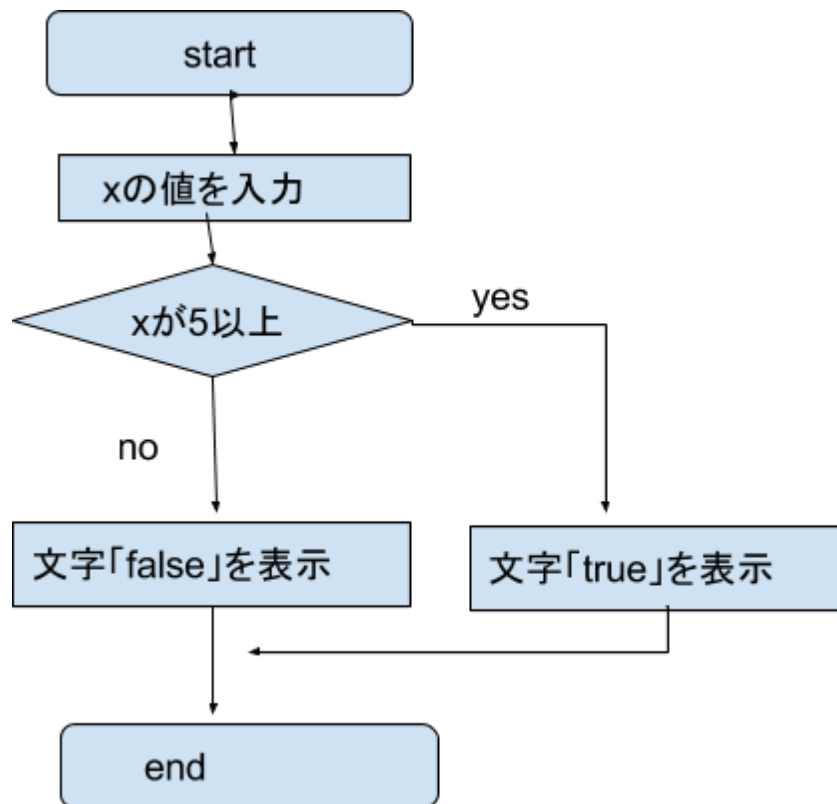 start
xの値を入力
xが5以上
yes
no
文字「false」を表示
文字「true」を表示
end